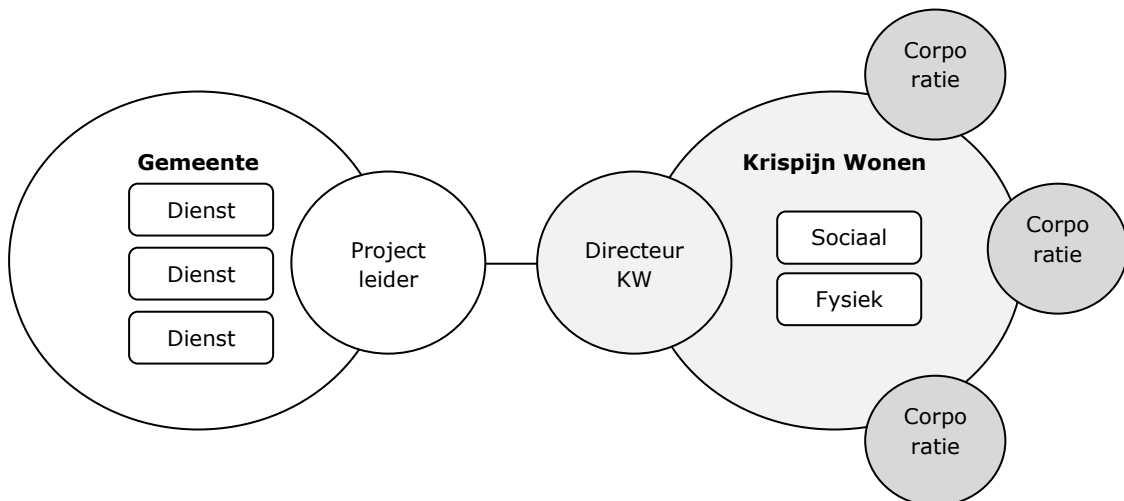 Gemeente
Dienst
Dienst
Dienst
Project
leider
Directeur
KW
Krispijn Wonen
Sociaal
Fysiek
Corpo
ratie
Corpo
ratie
Corpo
ratie